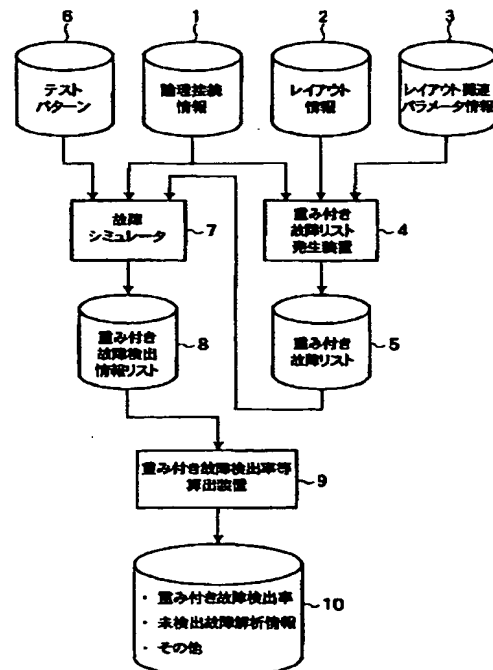 6
1
2
3
テスト
パターン
論理接続
情報
レイアウト
情報
レイアウト関連
パラメータ情報
故障
シミュレータ
7
重み付き
故障リスト
発生装置
4
重み付き
故障検出
情報リスト
8
重み付き
故障リスト
5
重み付き故障検出率等
算出装置
9
・ 重み付き故障検出率
・ 未検出故障解析情報
・ その他
10